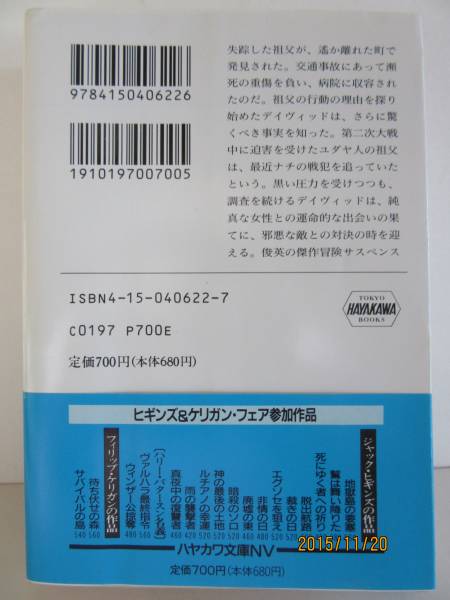 失踪した祖父が、遥か離れた町で
発見された。交通事故にあって瀕
死の重傷を負い、病院に収容され
たのだ。祖父の行動の理由を探り
始めたデイヴィッドは、さらに驚
くべき事実を知った。第二次大戦
中に迫害を受けたユダヤ人の祖父
は、最近ナチの戦犯を追っていた
という。黒い圧力を受けつつも、
調査を続けるデイヴィッドは、純
真な女性との運命的な出会いの果
てに、邪悪な敵との対決の時を迎
える。俊英の傑作冒険サスペンス
9784150406226
1910197007005
ISBN4-15-040622-7
C0197 P700E
定価700円(本体680円)
TOKYO
HAYAKAWA
BOOKS
ヒギンズ&ケリガン・フェア参加作品
ジャック・ヒギンズの作品
地獄島の要塞
鷲は舞い降りた
死にゆく者への祈り
脱出航路
裁きの日
エグゾセを狙え
非情の日
廃墟の東
暗殺のソロ
神の最後の土地
ルチアノの幸運
雨の襲撃者
真夜中の復讐者
〔ハリー・パタースン名義〕
ヴァルハラ最終指令
ウィンザー公掠奪
フィリップ・ケリガンの作品
待ち伏せの森 560
サバイバルの島 540
ハヤカワ文庫NV
定価700円(本体680円)
2015/11/20